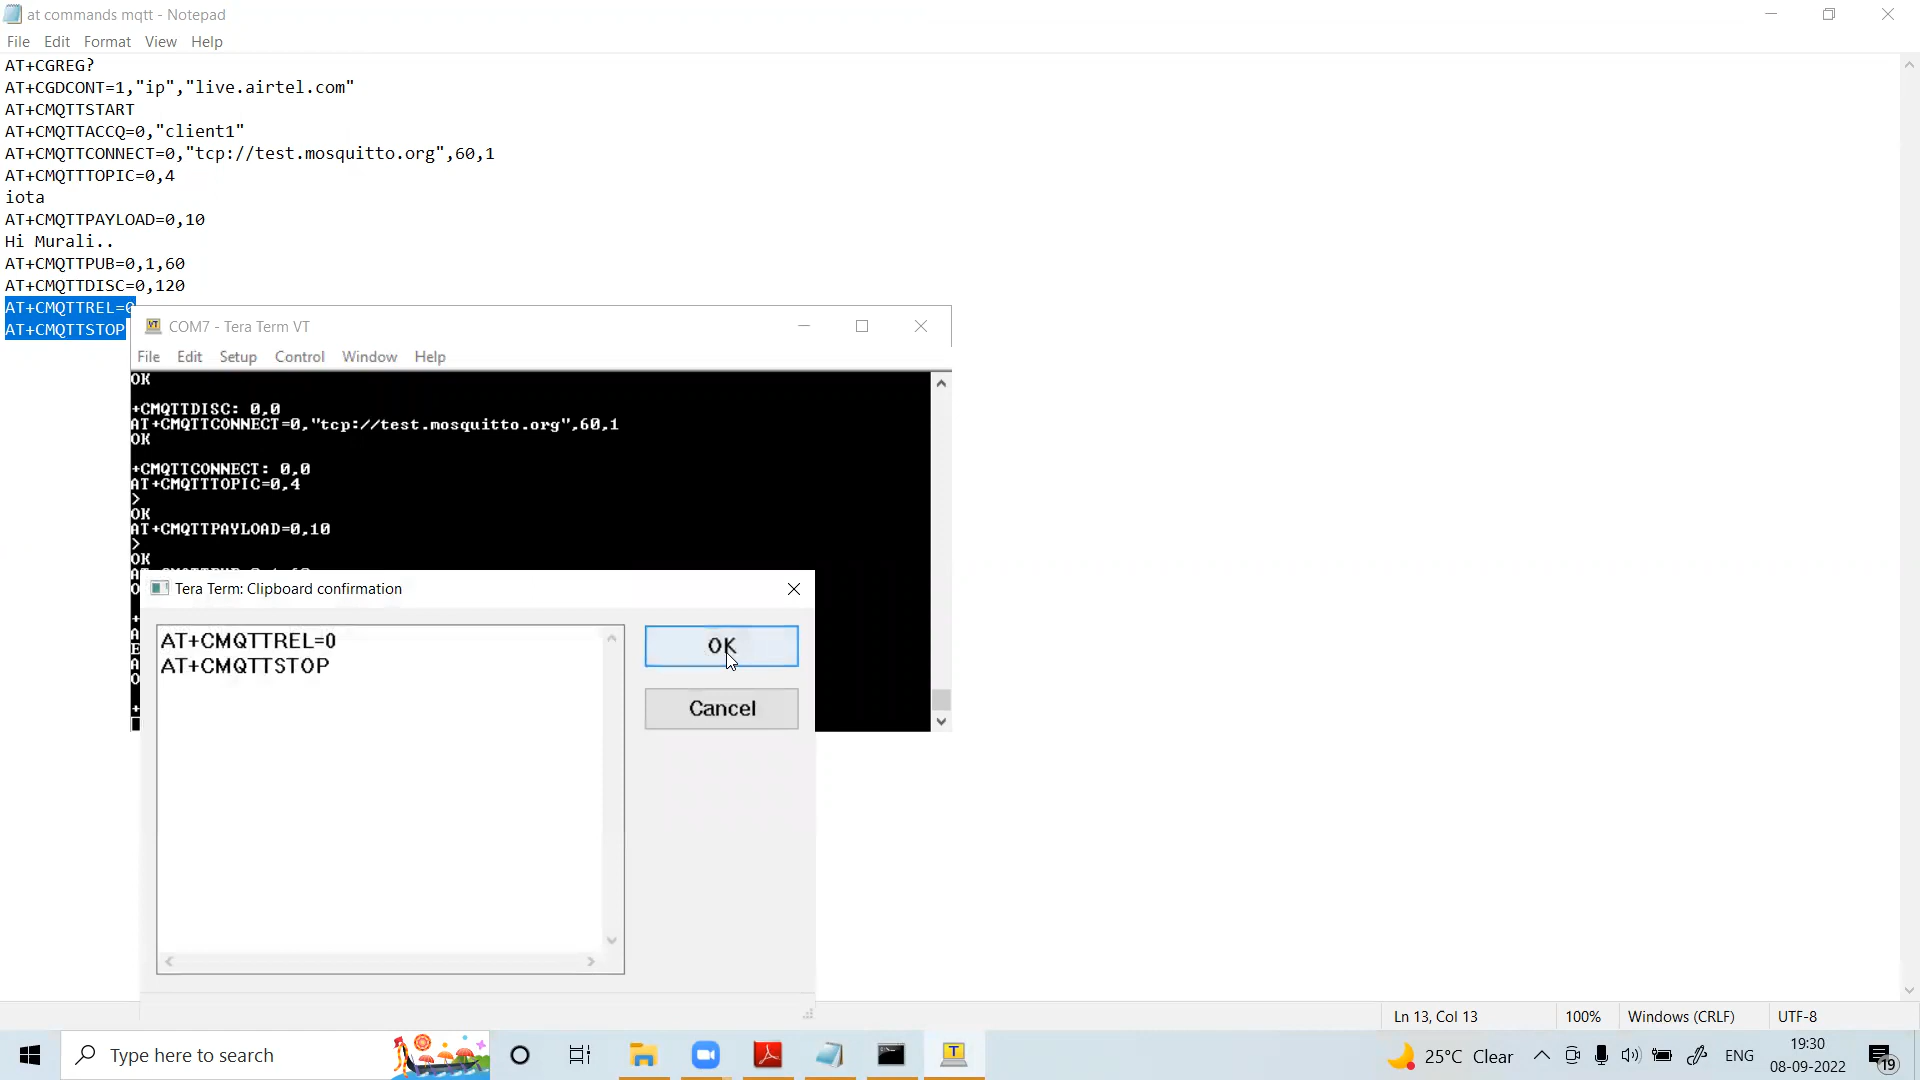 at commands mqtt - Notepad
File Edit Format View Help
AT+CGREG?
AT+CGDCONT=1,"ip","live.airtel.com"
AT+CMQTTSTART
AT+CMQTTACCQ=0,"client1"
AT+CMQTTCONNECT=0,"tcp://test.mosquitto.org",60,1
AT+CMQTTTOPIC=0,4
iota
AT+CMQTTPAYLOAD=0,10
Hi Murali..
AT+CMQTTPUB=0,1,60
AT+CMQTTDISC=0,120
AT+CMQTTREL=0
AT+CMQTTSTOP
COM7 - Tera Term VT
File Edit Setup Control Window Help
OK
+CMQTTDISC: 0,0
AT+CMQTTCONNECT=0,"tcp://test.mosquitto.org",60,1
OK
+CMQTTCONNECT: 0,0
AT+CMQTTTOPIC=0,4
>
OK
AT+CMQTTPAYLOAD=0,10
>
OK
Tera Term: Clipboard confirmation
AT+CMQTTREL=0
AT+CMQTTSTOP
OK
Cancel
Ln 13, Col 13
100%
Windows (CRLF)
UTF-8
Type here to search
25°C Clear
ENG
19:30
08-09-2022
19